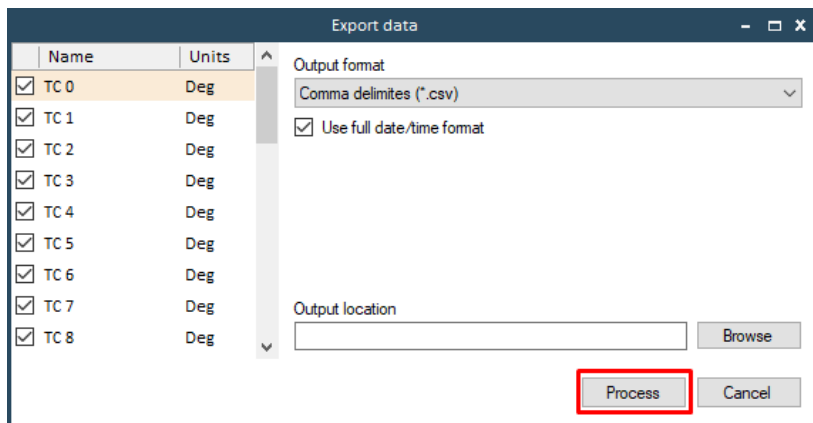 Export data
Name Units
TC 0 Deg
TC 1 Deg
TC 2 Deg
TC 3 Deg
TC 4 Deg
TC 5 Deg
TC 6 Deg
TC 7 Deg
TC 8 Deg
Output format
Comma delimites (*.csv)
Use full date/time format
Output location
Browse
Process Cancel